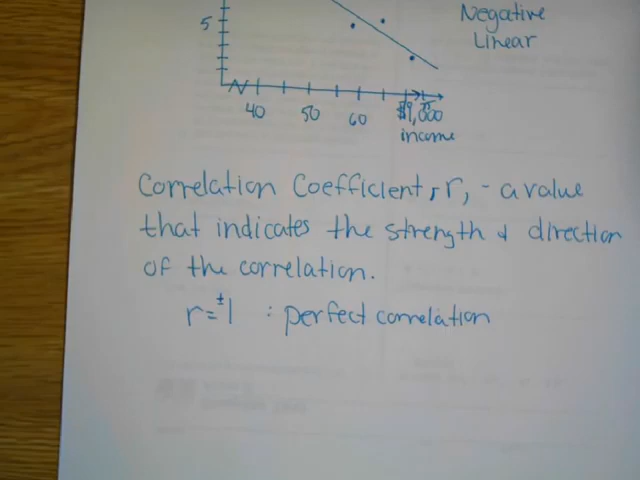 Negative
Linear
5
40 50 60 70
$1,000
income
Correlation Coefficient, r, - a value
that indicates the strength & direction
of the correlation.
r = ± 1 : perfect correlation